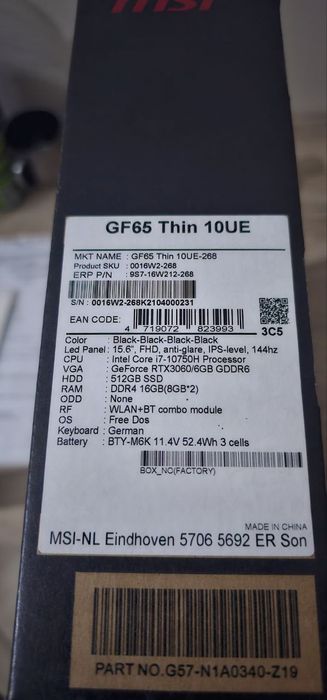 msi
GF65 Thin 10UE
MKT NAME : GF65 Thin 10UE-268
Product SKU : 0016W2-268
ERP P/N : 9S7-16W212-268
S/N : 0016W2-268K2104000231
EAN CODE:
4 719072 823993
3C5
Color : Black-Black-Black-Black
Led Panel : 15.6", FHD, anti-glare, IPS-level, 144hz
CPU : Intel Core i7-10750H Processor
VGA : GeForce RTX3060/6GB GDDR6
HDD : 512GB SSD
RAM : DDR4 16GB(8GB*2)
ODD : None
RF : WLAN+BT combo module
OS : Free Dos
Keyboard : German
Battery : BTY-M6K 11.4V 52.4Wh 3 cells
BOX_NO(FACTORY)
MADE IN CHINA
MSI-NL Eindhoven 5706 5692 ER Son
PART NO.G57-N1A0340-Z19